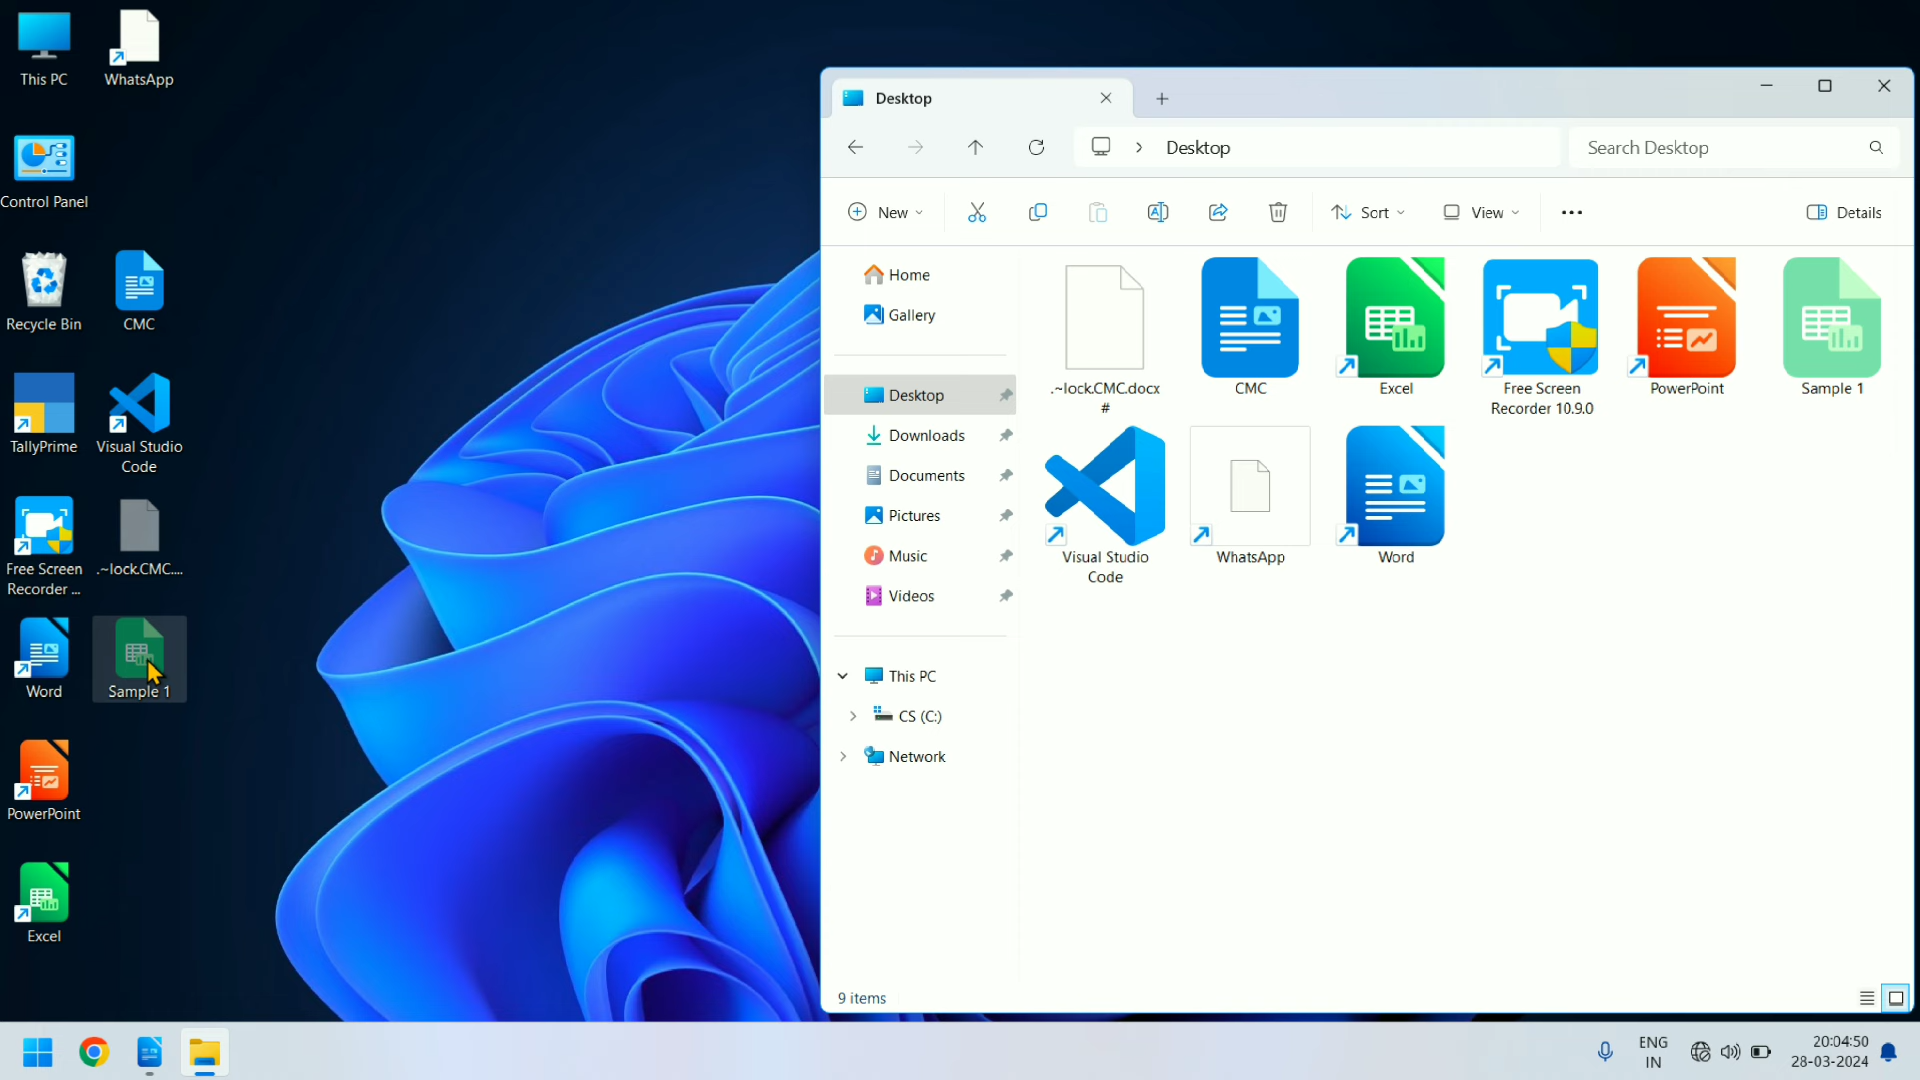 This PC
WhatsApp
Control Panel
Recycle Bin
CMC
TallyPrime
Visual Studio
Code
Free Screen
Recorder ...
.~lock.CMC....
Word
Sample 1
PowerPoint
Excel
Desktop
Desktop
Search Desktop
New
Sort
View
Details
Home
Gallery
Desktop
Downloads
Documents
Pictures
Music
Videos
This PC
CS (C:)
Network
.~lock.CMC.docx
#
CMC
Excel
Free Screen
Recorder 10.9.0
PowerPoint
Sample 1
Visual Studio
Code
WhatsApp
Word
9 items
ENG
IN
20:04:50
28-03-2024